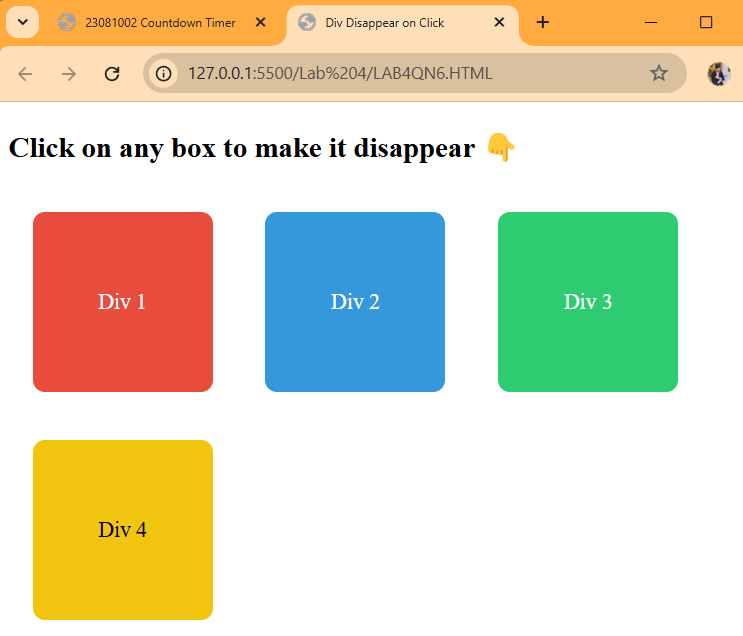 23081002 Countdown Timer
Div Disappear on Click
127.0.0.1:5500/Lab%204/LAB4QN6.HTML
Click on any box to make it disappear 👇
Div 1
Div 2
Div 3
Div 4